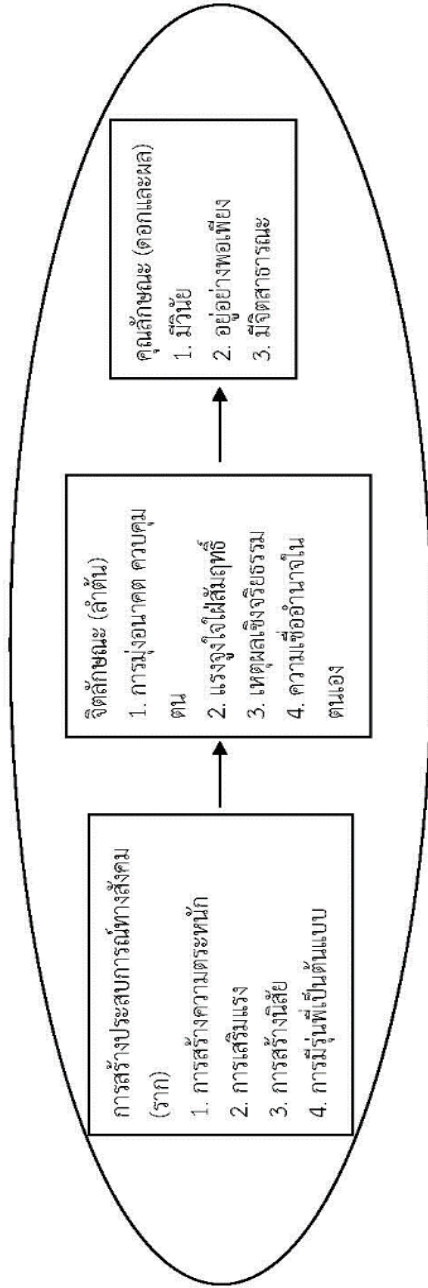 การสร้างประสบการณ์ทางสังคม
(ราก)
1. การสร้างความตระหนัก
2. การเสริมแรง
3. การสร้างนิสัย
4. การมีรุ่นพี่เป็นต้นแบบ
จิตลักษณะ (ลำต้น)
1. การมุ่งอนาคต ควบคุม
ตน
2. แรงจูงใจใฝ่สัมฤทธิ์
3. เหตุผลเชิงจริยธรรม
4. ความเชื่ออำนาจใน
ตนเอง
คุณลักษณะ (ดอกและผล)
1. มีวินัย
2. อยู่อย่างพอเพียง
3. มีจิตสาธารณะ